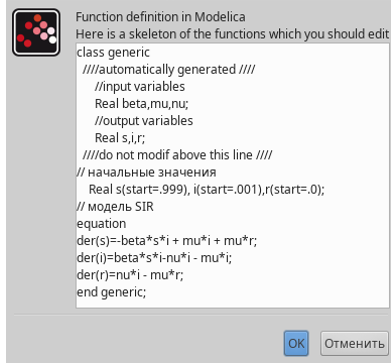 Function definition in Modelica
Here is a skeleton of the functions which you should edit
class generic
////automatically generated ////
//input variables
Real beta,mu,nu;
//output variables
Real s,i,r;
////do not modif above this line ////
// начальные значения
Real s(start=.999), i(start=.001),r(start=.0);
// модель SIR
equation
der(s)=-beta*s*i + mu*i + mu*r;
der(i)=beta*s*i-nu*i - mu*i;
der(r)=nu*i - mu*r;
end generic;
OK Отменить